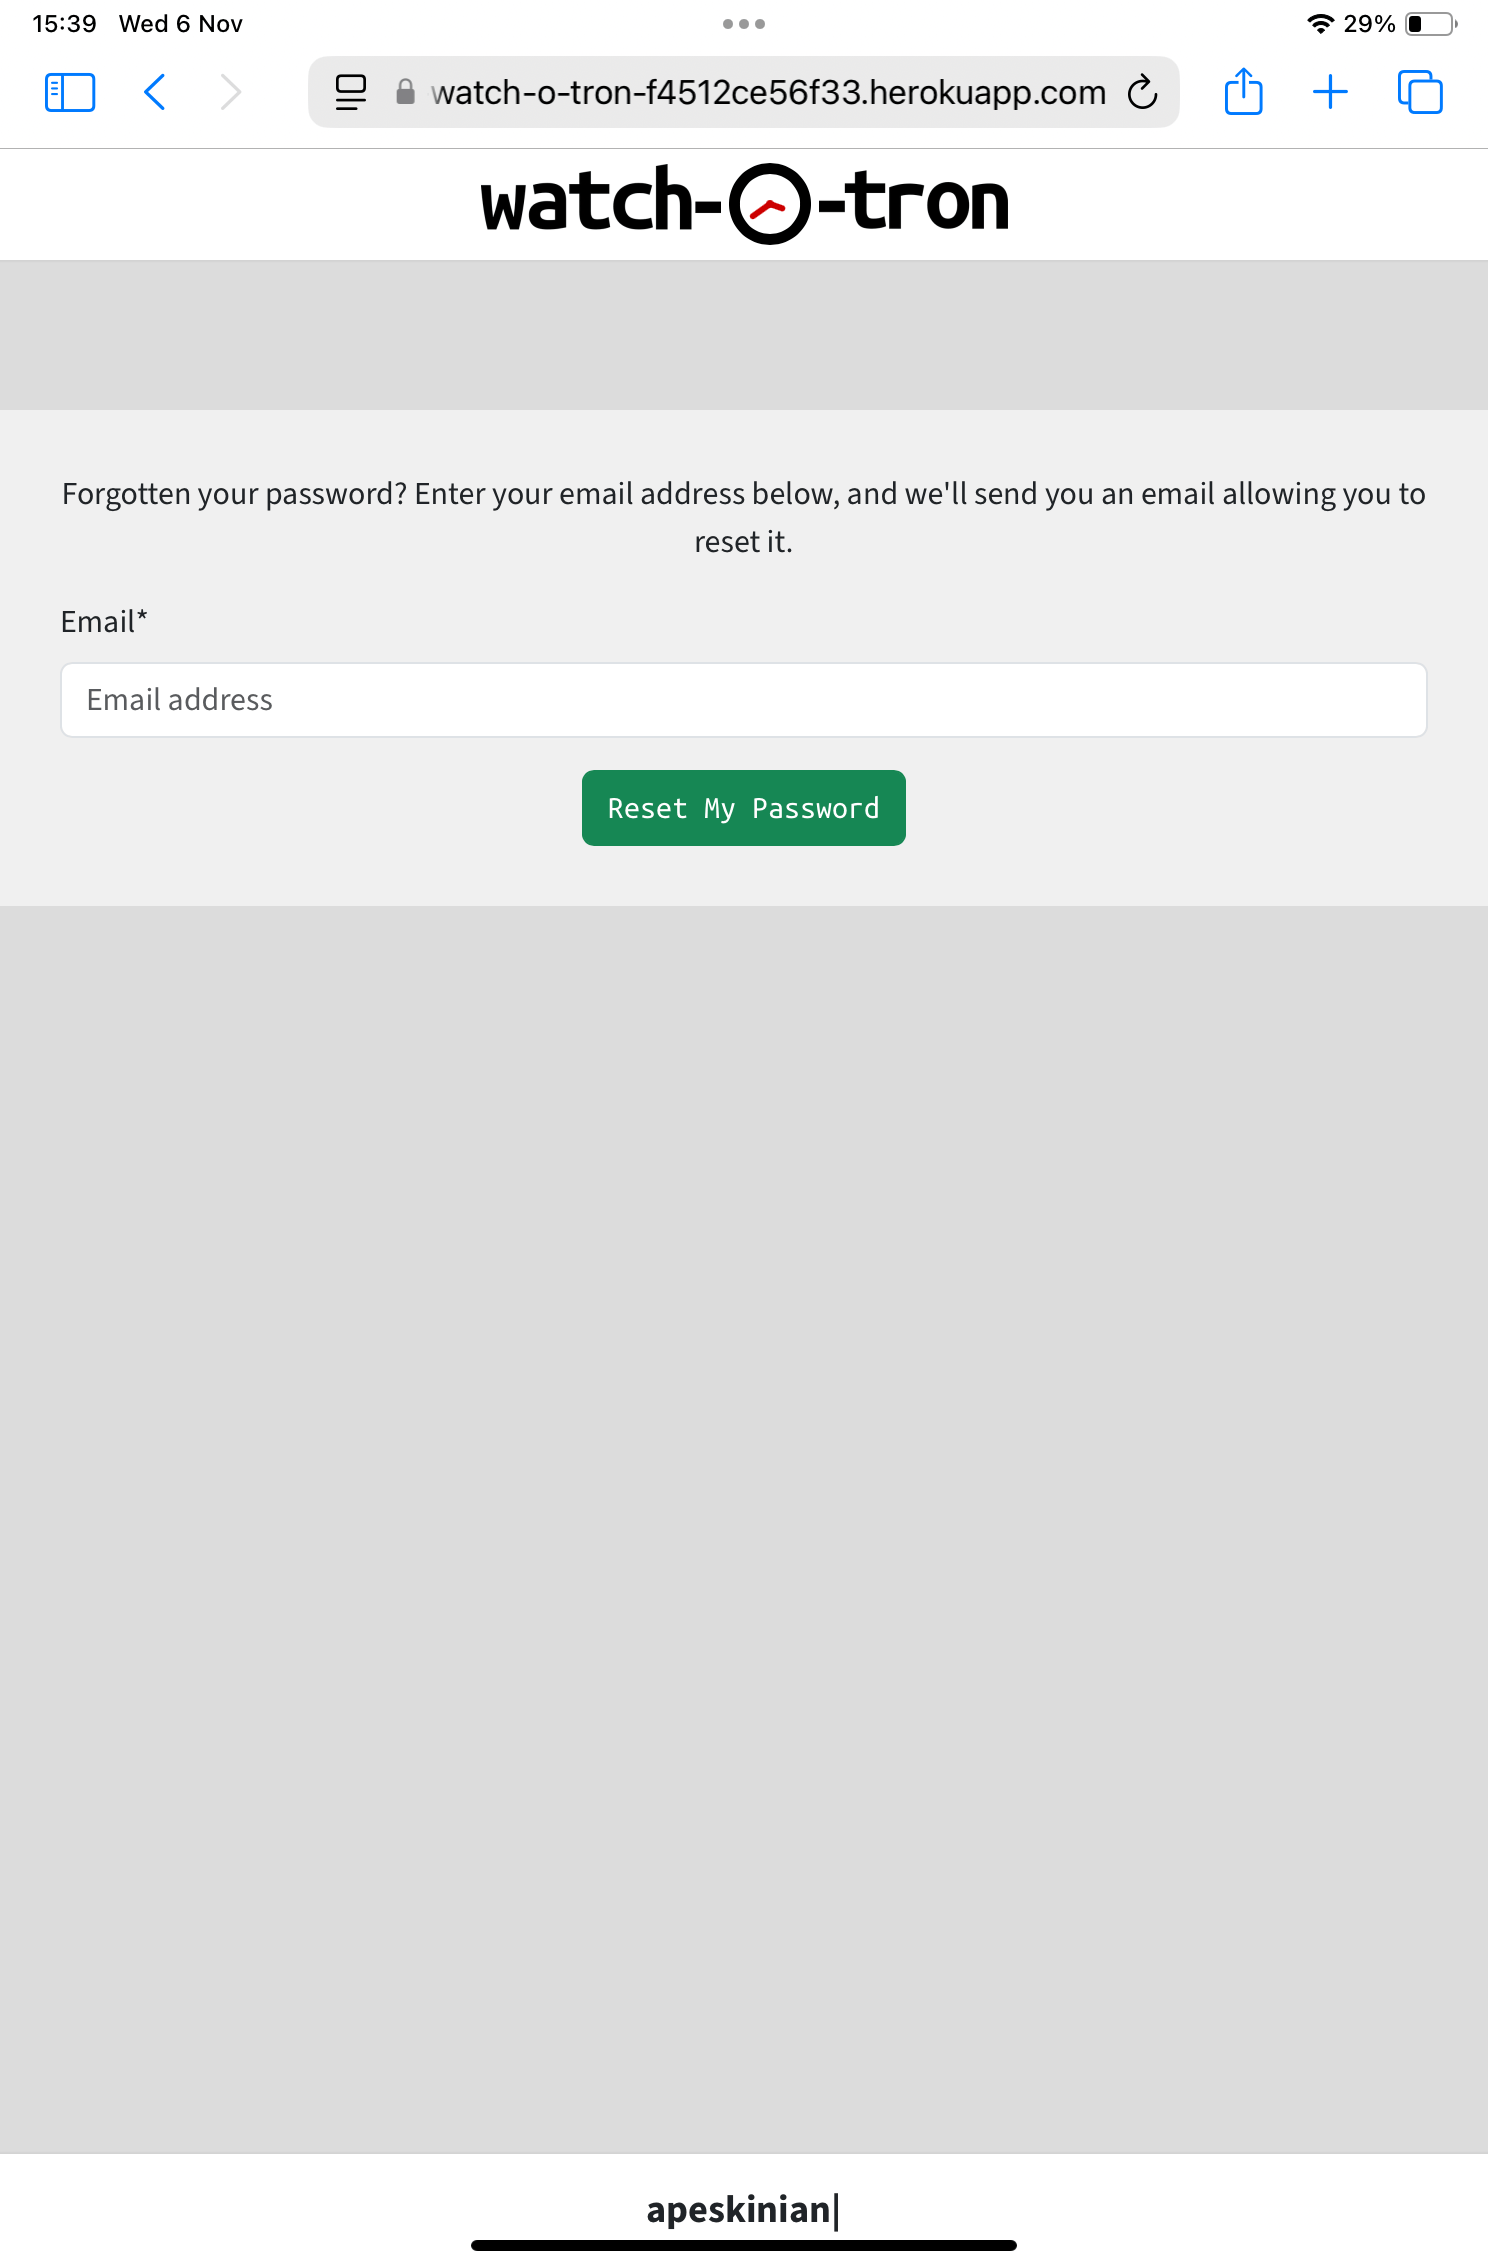 15:39 Wed 6 Nov
29%
watch-o-tron-f4512ce56f33.herokuapp.com
watch-o-tron
Forgotten your password? Enter your email address below, and we'll send you an email allowing you to
reset it.
Email*
Email address
Reset My Password
apeskinian|